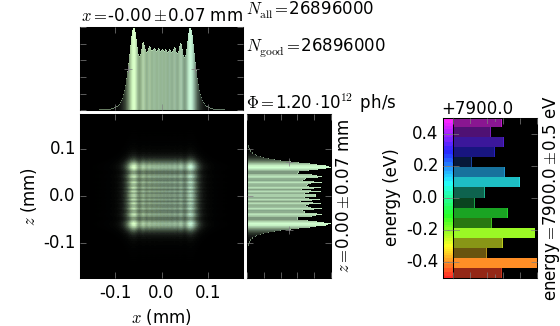 x = -0.00 ± 0.07 mm
N_all = 26896000
N_good = 26896000
Φ = 1.20 · 10^12 ph/s
+7900.0
0.1
0.0
-0.1
z (mm)
-0.1 0.0 0.1
x (mm)
z = 0.00 ± 0.07 mm
0.4
0.2
0.0
-0.2
-0.4
energy (eV)
energy = 7900.0 ± 0.5 eV